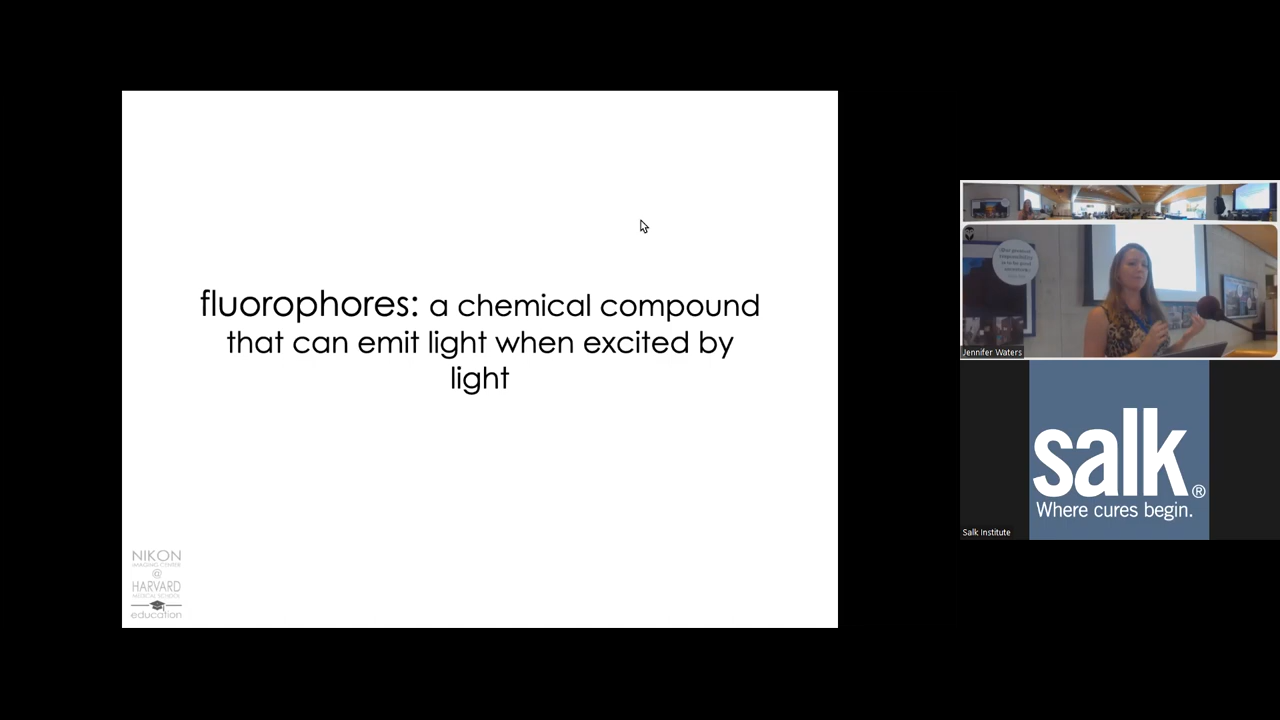 fluorophores: a chemical compound
that can emit light when excited by
light
NIKON
IMAGING CENTER
@
HARVARD
MEDICAL SCHOOL
education
Jennifer Waters
salk®
Where cures begin.
Salk Institute